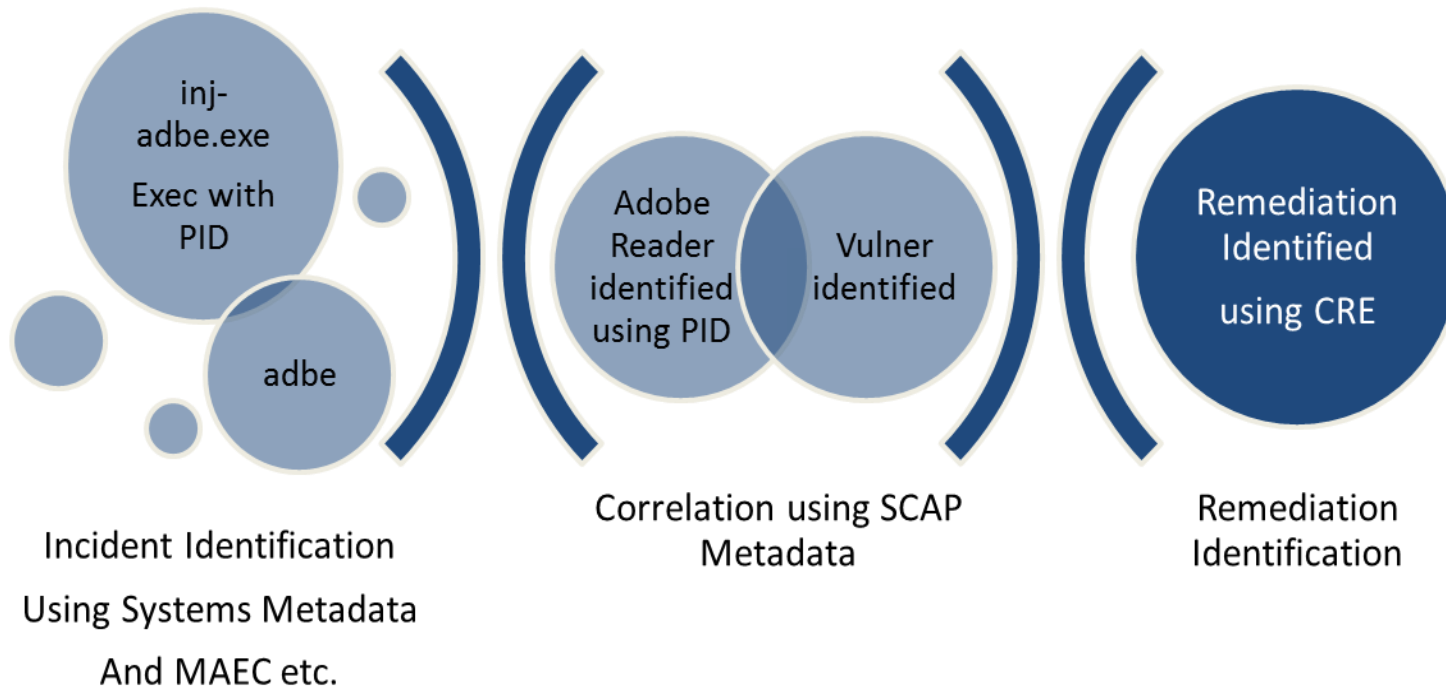 inj-
adbe.exe
Exec with
PID
adbe
Adobe
Reader
identified
using PID
Vulner
identified
Remediation
Identified
using CRE
Incident Identification
Using Systems Metadata
And MAEC etc.
Correlation using SCAP
Metadata
Remediation
Identification